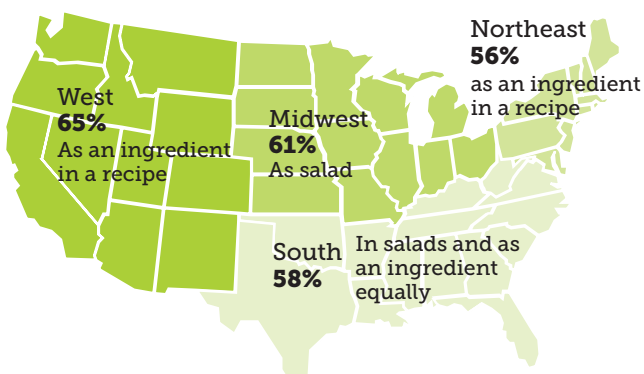 Northeast
56%
as an ingredient
in a recipe
West
65%
As an ingredient
in a recipe
Midwest
61%
As salad
South
58%
In salads and as
an ingredient
equally